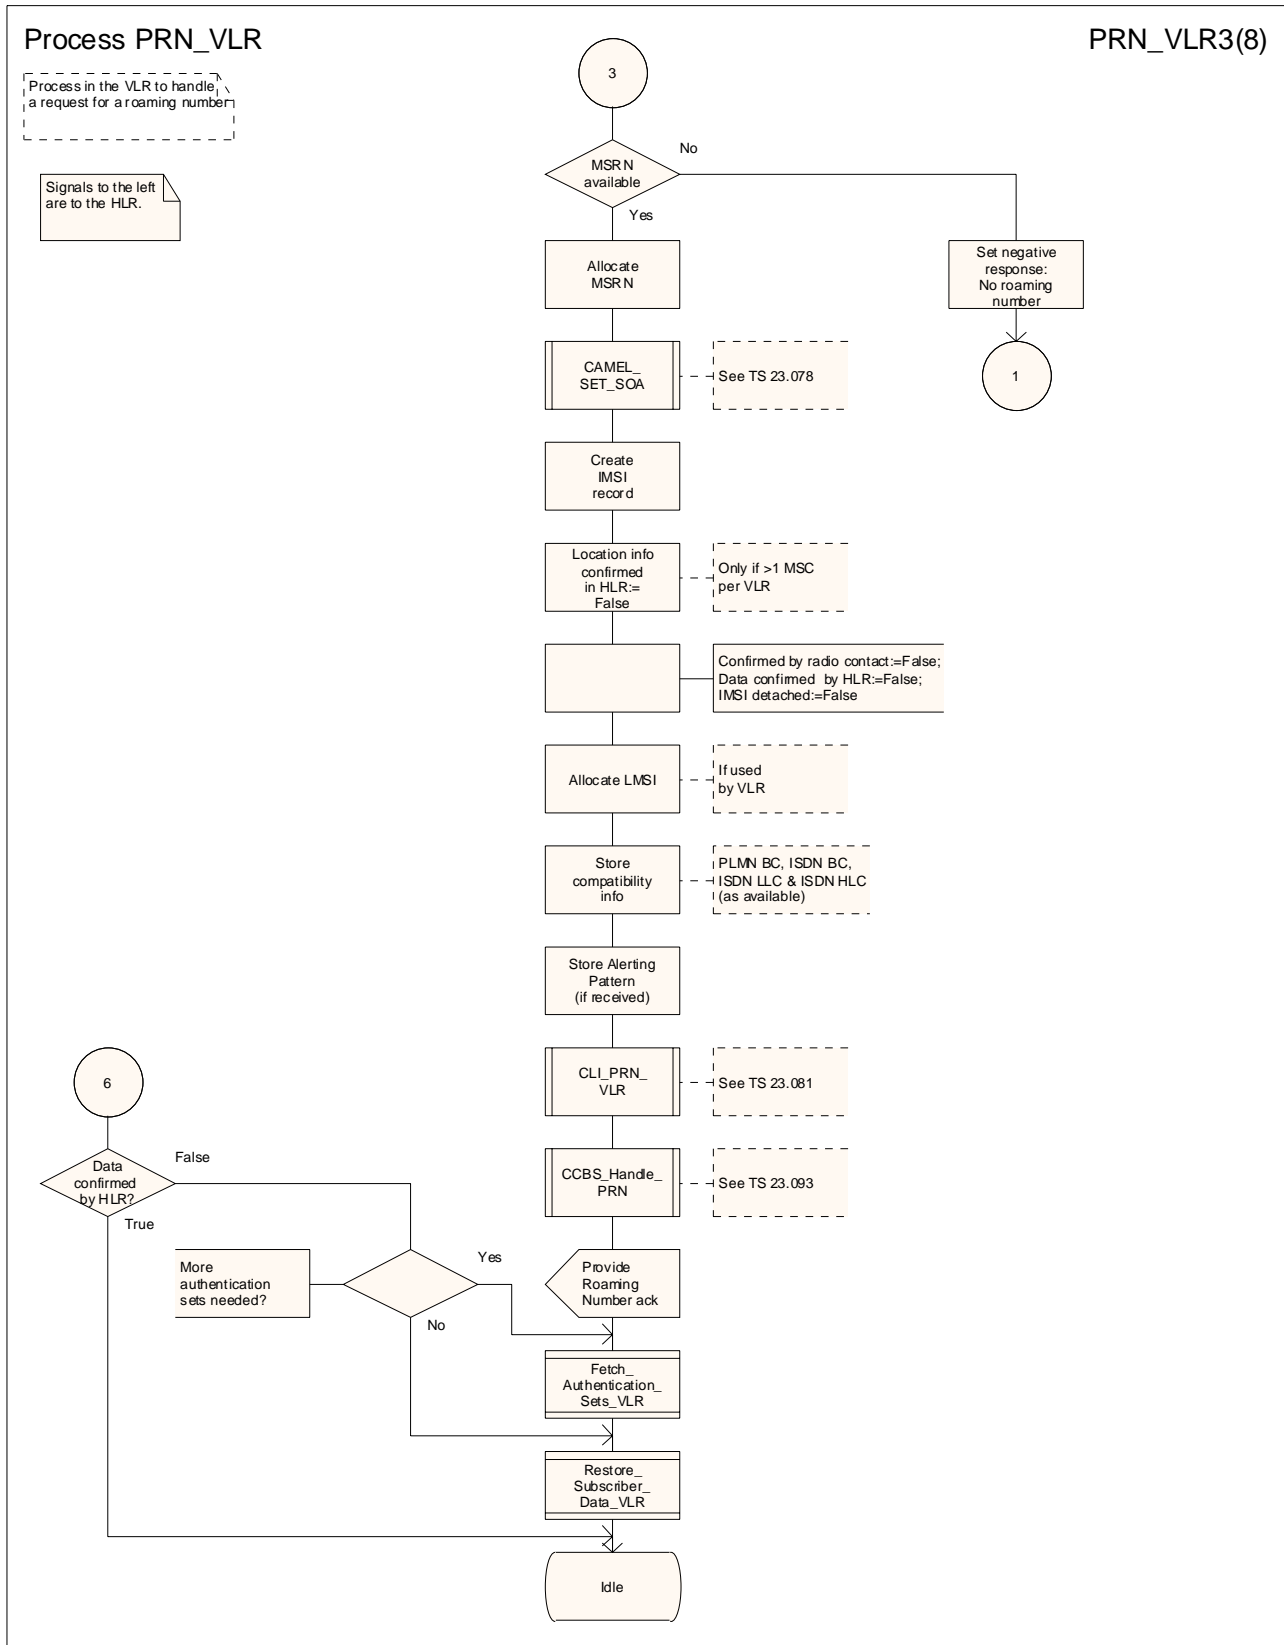 Process PRN_VLR
PRN_VLR3(8)
Process in the VLR to handle
a request for a roaming number
Signals to the left
are to the HLR.
3
MSRN
available
No
Yes
Allocate
MSRN
Set negative
response:
No roaming
number
CAMEL_
SET_SOA
See TS 23.078
1
Create
IMSI
record
Location info
confirmed
in HLR:=
False
Only if >1 MSC
per VLR
Confirmed by radio contact:=False;
Data confirmed by HLR:=False;
IMSI detached:=False
Allocate LMSI
If used
by VLR
Store
compatibility
info
PLMN BC, ISDN BC,
ISDN LLC & ISDN HLC
(as available)
Store Alerting
Pattern
(if received)
6
CLI_PRN_
VLR
See TS 23.081
Data
confirmed
by HLR?
False
True
CCBS_Handle_
PRN
See TS 23.093
More
authentication
sets needed?
Yes
No
Provide
Roaming
Number ack
Fetch_
Authentication_
Sets_VLR
Restore_
Subscriber_
Data_VLR
Idle